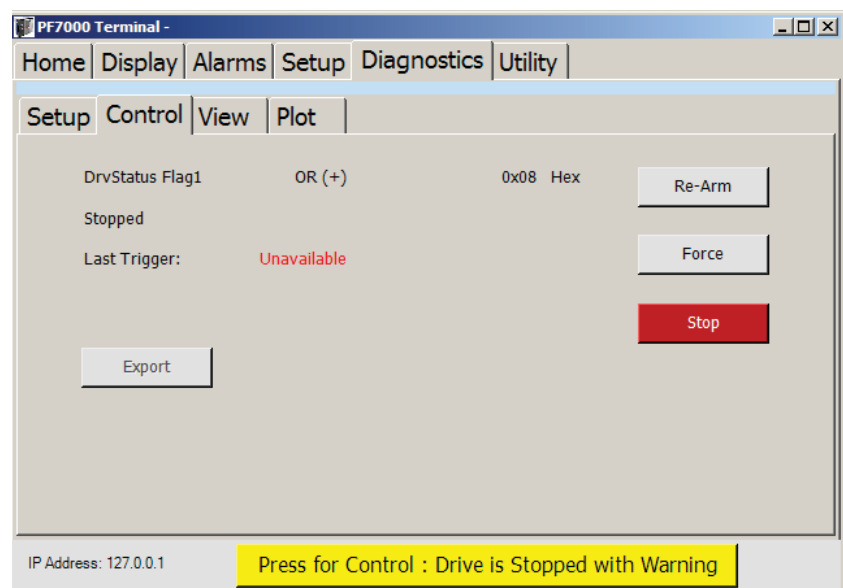 PF7000 Terminal -
Home Display Alarms Setup Diagnostics Utility
Setup Control View Plot
DrvStatus Flag1 OR (+) 0x08 Hex
Re-Arm
Stopped
Last Trigger: Unavailable
Force
Stop
Export
IP Address: 127.0.0.1
Press for Control : Drive is Stopped with Warning